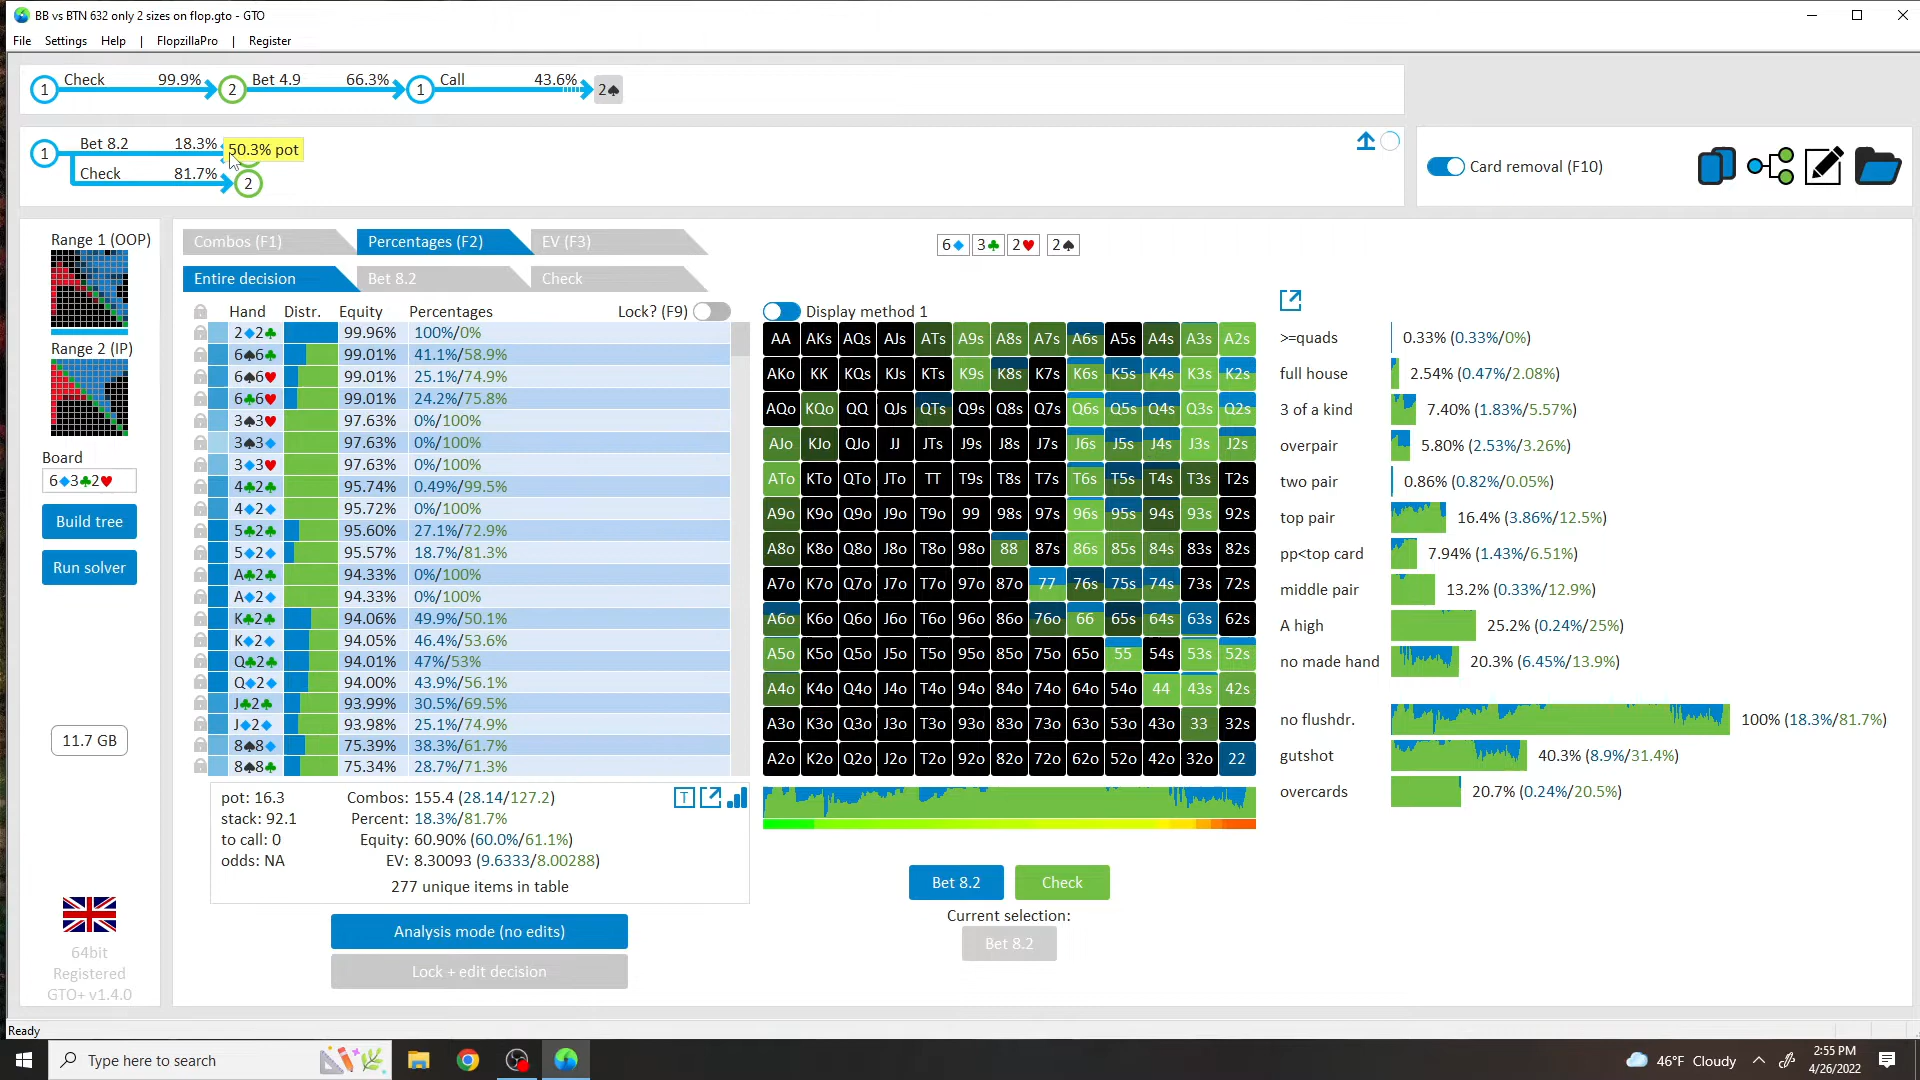 BB vs BTN 632 only 2 sizes on flop.gto - GTO
File Settings Help | FlopzillaPro | Register
1 Check 99.9% 2 Bet 4.9 66.3% 1 Call 43.6% 2♠
1 Bet 8.2 18.3% 50.3% pot
Check 81.7% 2
Card removal (F10)
Range 1 (OOP)
Range 2 (IP)
Board
6♦3♣2♥
Build tree
Run solver
11.7 GB
64bit
Registered
GTO+ v1.4.0
Combos (F1) Percentages (F2) EV (F3)
Entire decision Bet 8.2 Check
6♦ 3♣ 2♥ 2♠
Hand Distr. Equity Percentages Lock? (F9)
2♦2♣ 99.96% 100%/0%
6♠6♣ 99.01% 41.1%/58.9%
6♠6♥ 99.01% 25.1%/74.9%
6♣6♥ 99.01% 24.2%/75.8%
3♠3♥ 97.63% 0%/100%
3♠3♦ 97.63% 0%/100%
3♦3♥ 97.63% 0%/100%
4♣2♣ 95.74% 0.49%/99.5%
4♦2♦ 95.72% 0%/100%
5♣2♣ 95.60% 27.1%/72.9%
5♦2♦ 95.57% 18.7%/81.3%
A♣2♣ 94.33% 0%/100%
A♦2♦ 94.33% 0%/100%
K♣2♣ 94.06% 49.9%/50.1%
K♦2♦ 94.05% 46.4%/53.6%
Q♣2♣ 94.01% 47%/53%
Q♦2♦ 94.00% 43.9%/56.1%
J♣2♣ 93.99% 30.5%/69.5%
J♦2♦ 93.98% 25.1%/74.9%
8♠8♦ 75.39% 38.3%/61.7%
8♠8♣ 75.34% 28.7%/71.3%
pot: 16.3
stack: 92.1
to call: 0
odds: NA
Combos: 155.4 (28.14/127.2)
Percent: 18.3%/81.7%
Equity: 60.90% (60.0%/61.1%)
EV: 8.30093 (9.6333/8.00288)
277 unique items in table
T
Analysis mode (no edits)
Lock + edit decision
Display method 1
AA AKs AQs AJs ATs A9s A8s A7s A6s A5s A4s A3s A2s
AKo KK KQs KJs KTs K9s K8s K7s K6s K5s K4s K3s K2s
AQo KQo QQ QJs QTs Q9s Q8s Q7s Q6s Q5s Q4s Q3s Q2s
AJo KJo QJo JJ JTs J9s J8s J7s J6s J5s J4s J3s J2s
ATo KTo QTo JTo TT T9s T8s T7s T6s T5s T4s T3s T2s
A9o K9o Q9o J9o T9o 99 98s 97s 96s 95s 94s 93s 92s
A8o K8o Q8o J8o T8o 98o 88 87s 86s 85s 84s 83s 82s
A7o K7o Q7o J7o T7o 97o 87o 77 76s 75s 74s 73s 72s
A6o K6o Q6o J6o T6o 96o 86o 76o 66 65s 64s 63s 62s
A5o K5o Q5o J5o T5o 95o 85o 75o 65o 55 54s 53s 52s
A4o K4o Q4o J4o T4o 94o 84o 74o 64o 54o 44 43s 42s
A3o K3o Q3o J3o T3o 93o 83o 73o 63o 53o 43o 33 32s
A2o K2o Q2o J2o T2o 92o 82o 72o 62o 52o 42o 32o 22
Bet 8.2 Check
Current selection:
Bet 8.2
>=quads 0.33% (0.33%/0%)
full house 2.54% (0.47%/2.08%)
3 of a kind 7.40% (1.83%/5.57%)
overpair 5.80% (2.53%/3.26%)
two pair 0.86% (0.82%/0.05%)
top pair 16.4% (3.86%/12.5%)
pp<top card 7.94% (1.43%/6.51%)
middle pair 13.2% (0.33%/12.9%)
A high 25.2% (0.24%/25%)
no made hand 20.3% (6.45%/13.9%)
no flushdr. 100% (18.3%/81.7%)
gutshot 40.3% (8.9%/31.4%)
overcards 20.7% (0.24%/20.5%)
Ready
Type here to search
46°F Cloudy
2:55 PM
4/26/2022